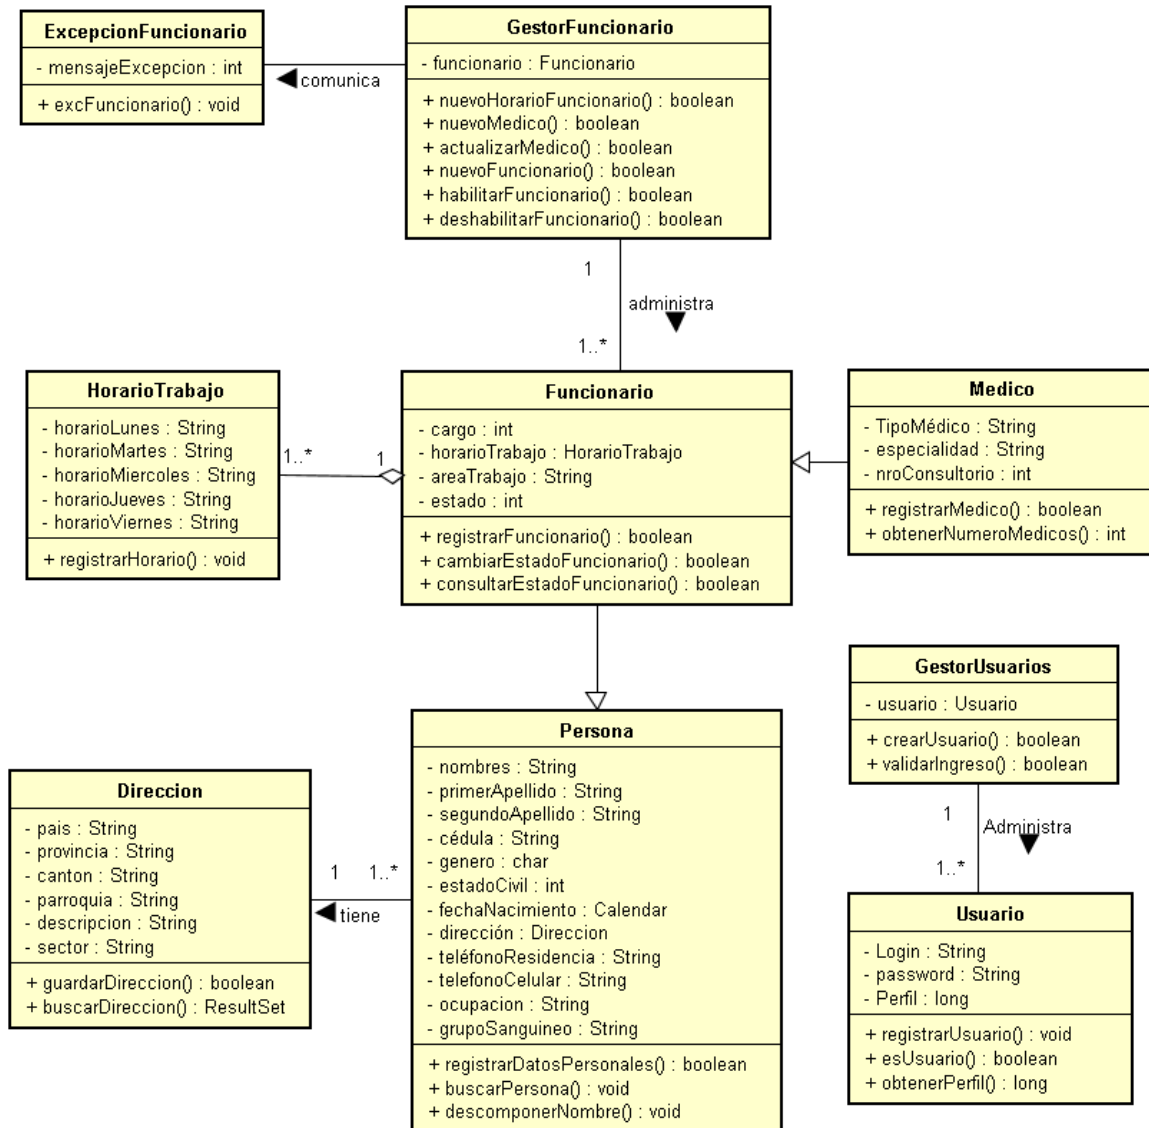 ExcepcionFuncionario
- mensajeExcepcion : int
+ excFuncionario() : void
comunica
GestorFuncionario
- funcionario : Funcionario
+ nuevoHorarioFuncionario() : boolean
+ nuevoMedico() : boolean
+ actualizarMedico() : boolean
+ nuevoFuncionario() : boolean
+ habilitarFuncionario() : boolean
+ deshabilitarFuncionario() : boolean
1
administra
1..*
HorarioTrabajo
- horarioLunes : String
- horarioMartes : String
- horarioMiercoles : String
- horarioJueves : String
- horarioViernes : String
+ registrarHorario() : void
1..*
1
Funcionario
- cargo : int
- horarioTrabajo : HorarioTrabajo
- areaTrabajo : String
- estado : int
+ registrarFuncionario() : boolean
+ cambiarEstadoFuncionario() : boolean
+ consultarEstadoFuncionario() : boolean
Medico
- TipoMédico : String
- especialidad : String
- nroConsultorio : int
+ registrarMedico() : boolean
+ obtenerNumeroMedicos() : int
Direccion
- pais : String
- provincia : String
- canton : String
- parroquia : String
- descripcion : String
- sector : String
+ guardarDireccion() : boolean
+ buscarDireccion() : ResultSet
1
1..*
tiene
Persona
- nombres : String
- primerApellido : String
- segundoApellido : String
- cédula : String
- genero : char
- estadoCivil : int
- fechaNacimiento : Calendar
- dirección : Direccion
- teléfonoResidencia : String
- telefonoCelular : String
- ocupacion : String
- grupoSanguineo : String
+ registrarDatosPersonales() : boolean
+ buscarPersona() : void
+ descomponerNombre() : void
GestorUsuarios
- usuario : Usuario
+ crearUsuario() : boolean
+ validarIngreso() : boolean
1
Administra
1..*
Usuario
- Login : String
- password : String
- Perfil : long
+ registrarUsuario() : void
+ esUsuario() : boolean
+ obtenerPerfil() : long